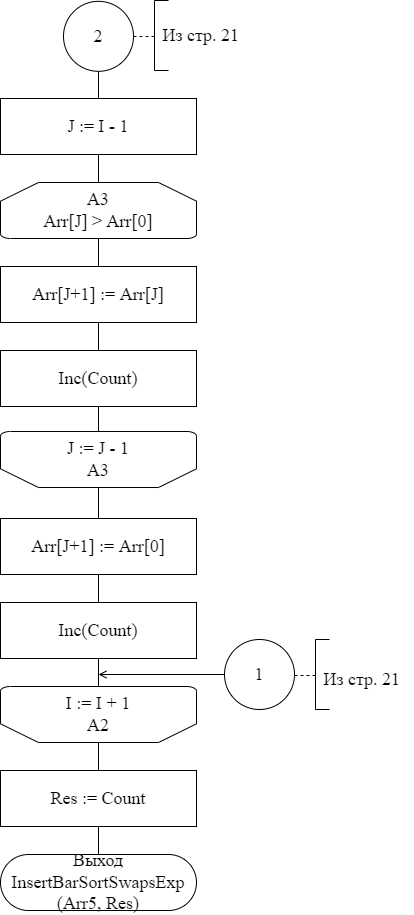 2
Из стр. 21
J := I - 1
A3
Arr[J] > Arr[0]
Arr[J+1] := Arr[J]
Inc(Count)
J := J - 1
A3
Arr[J+1] := Arr[0]
Inc(Count)
1
Из стр. 21
I := I + 1
A2
Res := Count
Выход
InsertBarSortSwapsExp
(Arr5, Res)